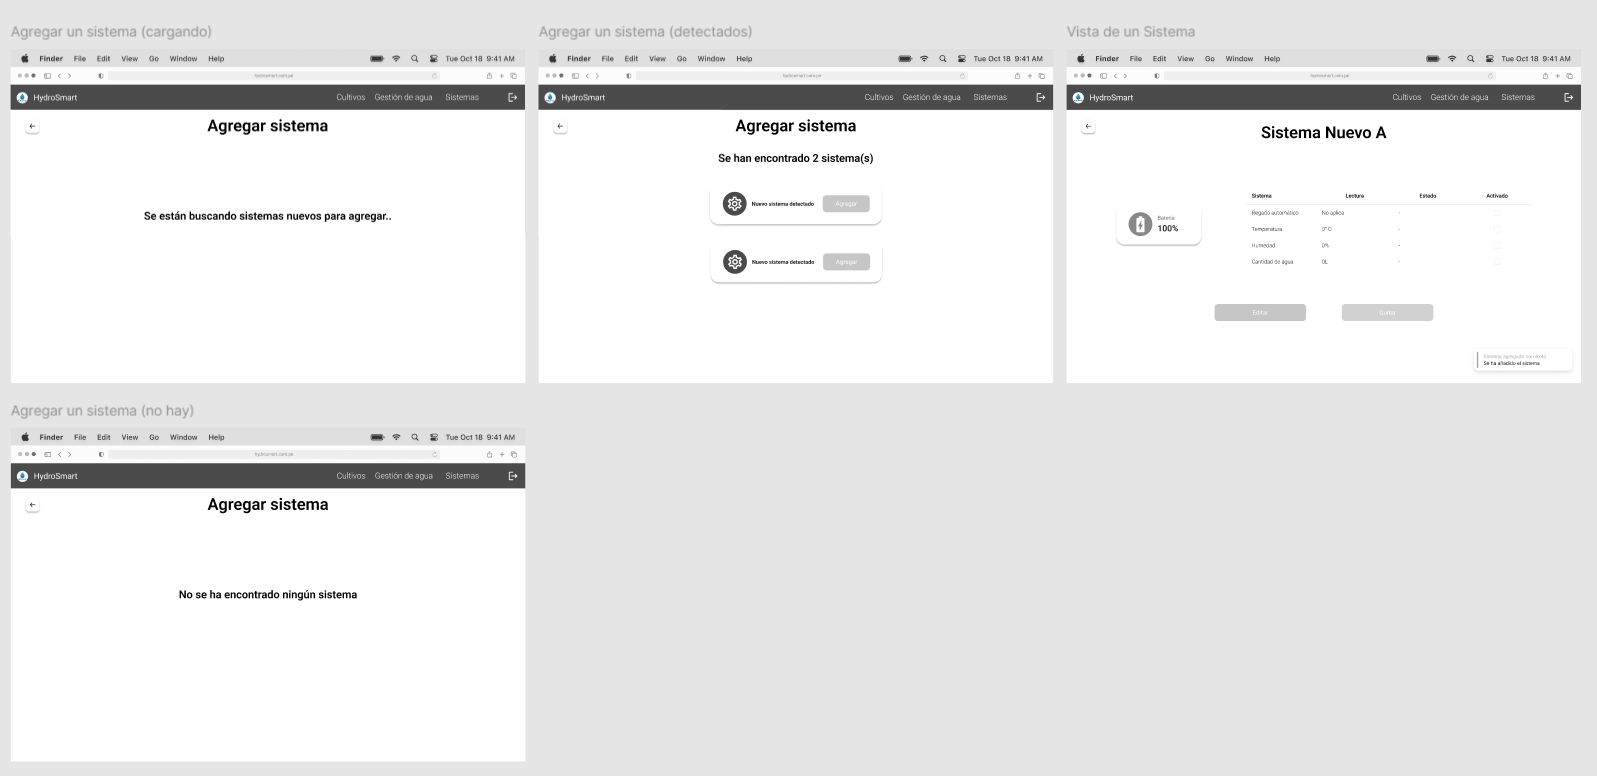 Agregar un sistema (cargando)
Finder File Edit View Go Window Help Tue Oct 18 9:41 AM
hydrosmart.com.pe
HydroSmart Cultivos Gestión de agua Sistemas
Agregar sistema
Se están buscando sistemas nuevos para agregar..
Agregar un sistema (detectados)
Finder File Edit View Go Window Help Tue Oct 18 9:41 AM
hydrosmart.com.pe
HydroSmart Cultivos Gestión de agua Sistemas
Agregar sistema
Se han encontrado 2 sistema(s)
Nuevo sistema detectado Agregar
Nuevo sistema detectado Agregar
Vista de un Sistema
Finder File Edit View Go Window Help Tue Oct 18 9:41 AM
hydrosmart.com.pe
HydroSmart Cultivos Gestión de agua Sistemas
Sistema Nuevo A
Batería
100%
Sistema Lectura Estado Activado
Regado automático No aplica -
Temperatura 0° C -
Humedad 0% -
Cantidad de agua 0L -
Editar Quitar
Sistema agregado con éxito
Se ha añadido el sistema
Agregar un sistema (no hay)
Finder File Edit View Go Window Help Tue Oct 18 9:41 AM
hydrosmart.com.pe
HydroSmart Cultivos Gestión de agua Sistemas
Agregar sistema
No se ha encontrado ningún sistema